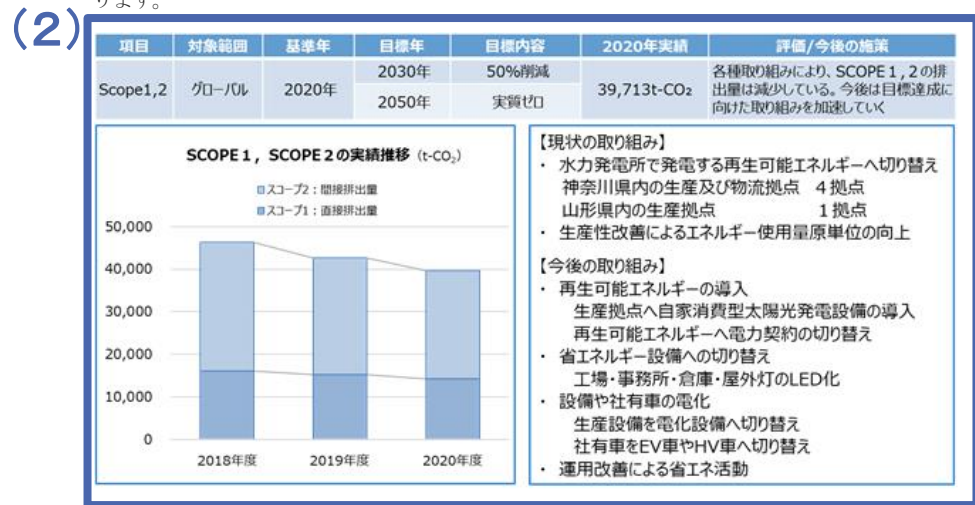 ります。
(2)
項目 対象範囲 基準年 目標年 目標内容 2020年実績 評価/今後の施策
Scope1,2 グローバル 2020年 2030年 50%削減 39,713t-CO₂ 各種取り組みにより、SCOPE1,2の排
出量は減少している。今後は目標達成に
向けた取り組みを加速していく
2050年 実質ゼロ
SCOPE1，SCOPE2の実績推移（t-CO₂）
スコープ2：間接排出量
スコープ1：直接排出量
50,000
40,000
30,000
20,000
10,000
0
2018年度 2019年度 2020年度
【現状の取り組み】
・ 水力発電所で発電する再生可能エネルギーへ切り替え
神奈川県内の生産及び物流拠点 4拠点
山形県内の生産拠点 1拠点
・ 生産性改善によるエネルギー使用量原単位の向上
【今後の取り組み】
・ 再生可能エネルギーの導入
生産拠点へ自家消費型太陽光発電設備の導入
再生可能エネルギーへ電力契約の切り替え
・ 省エネルギー設備への切り替え
工場・事務所・倉庫・屋外灯のLED化
・ 設備や社有車の電化
生産設備を電化設備へ切り替え
社有車をEV車やHV車へ切り替え
・ 運用改善による省エネ活動